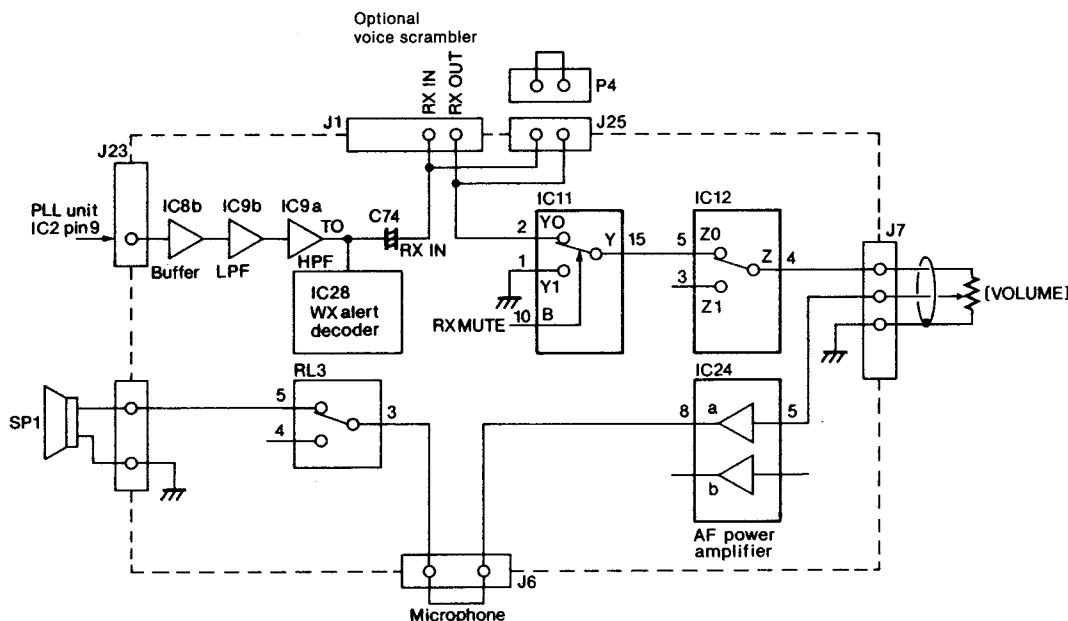 Optional
voice scrambler
RX IN
RX OUT
P4
J1
J25
J23
PLL unit
IC2 pin9
IC8b
IC9b
IC9a
TO
C74
RX IN
Buffer
LPF
HPF
IC28
WX alert
decoder
IC11
2
YO
Y
15
1
Y1
10
B
RXMUTE
IC12
5
Z0
Z
4
3
Z1
J7
[VOLUME]
SP1
RL3
5
3
4
IC24
8
a
5
b
AF power
amplifier
J6
Microphone